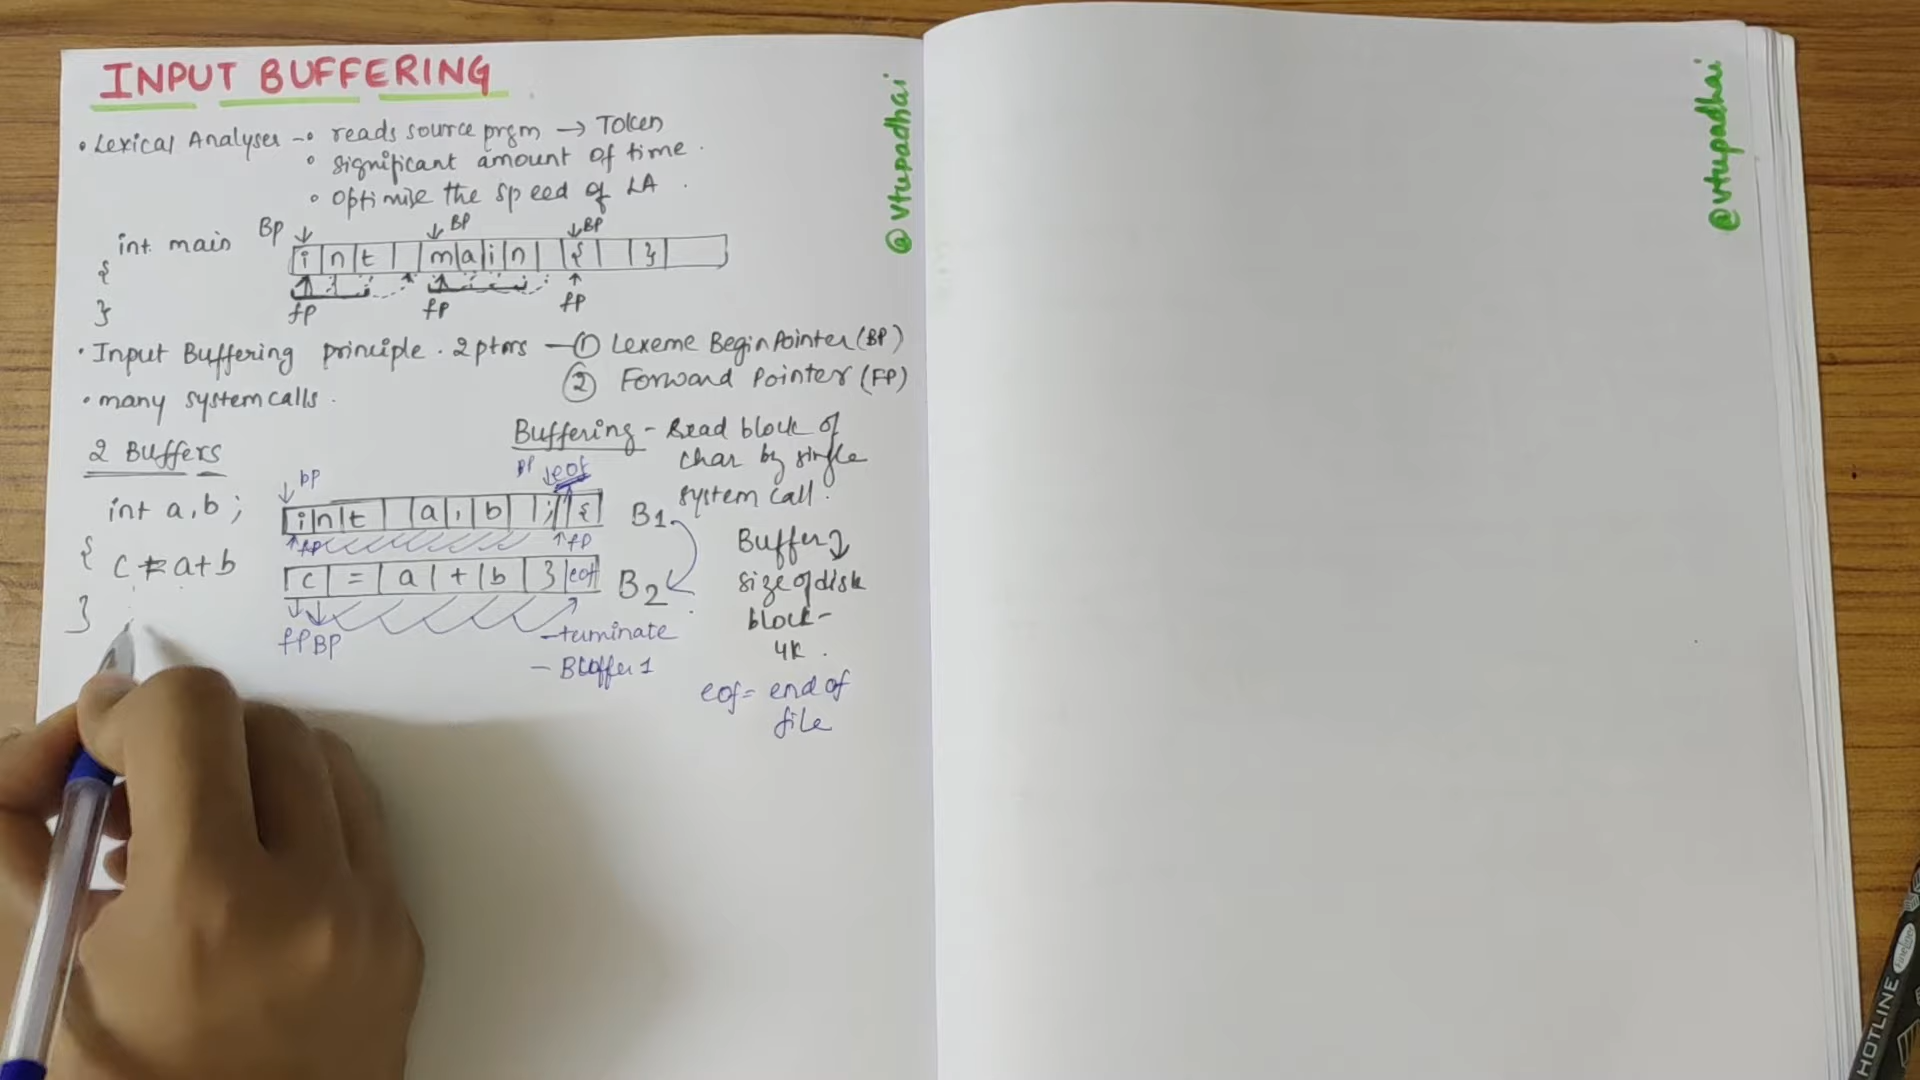 INPUT BUFFERING
• Lexical Analyser - • reads source prgm → Token
• significant amount of time.
• optimise the speed of LA.
int main
{
}
BP BP BP
i n t m a i n { }
fp fp fp
• Input Buffering principle. 2 ptors — ① Lexeme Begin Pointer (BP)
② Forward Pointer (FP)
• many system calls.
Buffering - Read block of
char by single
system call.
2 Buffers
int a, b ;
{
c = a+b
}
bp BP eof
i n t a , b ; { B1
fp fp
c = a + b } eof B2
fp BP
- terminate
- Buffer 1
Buffer
size of disk
block -
4K.
eof = end of
file
@vtupadhai
@vtupadhai
HOTLINE